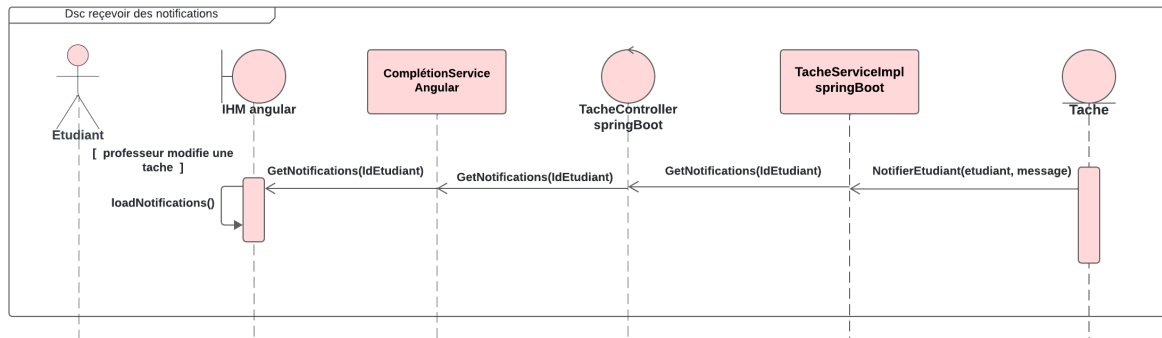 Dsc reçevoir des notifications
Etudiant
IHM angular
ComplétionService
Angular
TacheController
springBoot
TacheServiceImpl
springBoot
Tache
[ professeur modifie une
tache ]
GetNotifications(IdEtudiant)
GetNotifications(IdEtudiant)
GetNotifications(IdEtudiant)
NotifierEtudiant(etudiant, message)
loadNotifications()